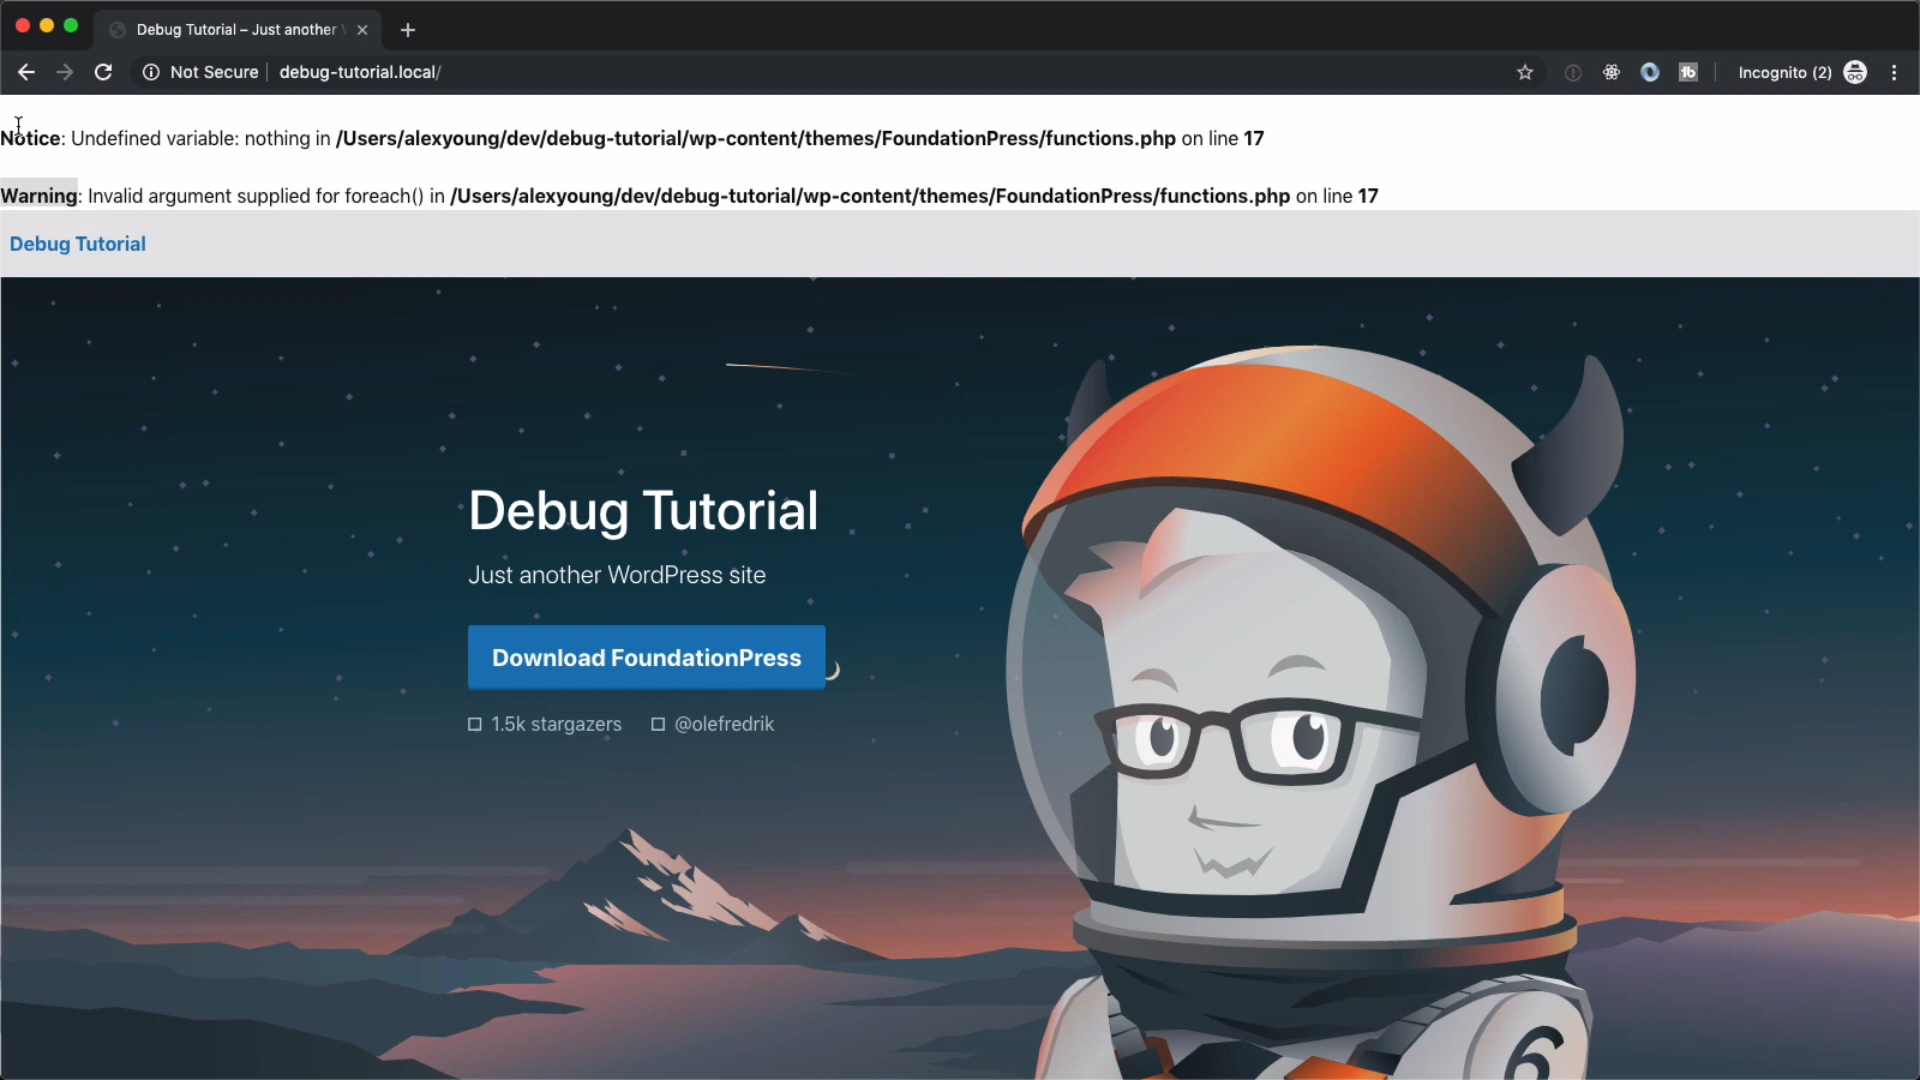 Debug Tutorial – Just another
Not Secure
debug-tutorial.local/
Incognito (2)
Notice: Undefined variable: nothing in /Users/alexyoung/dev/debug-tutorial/wp-content/themes/FoundationPress/functions.php on line 17
Warning: Invalid argument supplied for foreach() in /Users/alexyoung/dev/debug-tutorial/wp-content/themes/FoundationPress/functions.php on line 17
Debug Tutorial
Debug Tutorial
Just another WordPress site
Download FoundationPress
1.5k stargazers @olefredrik
6